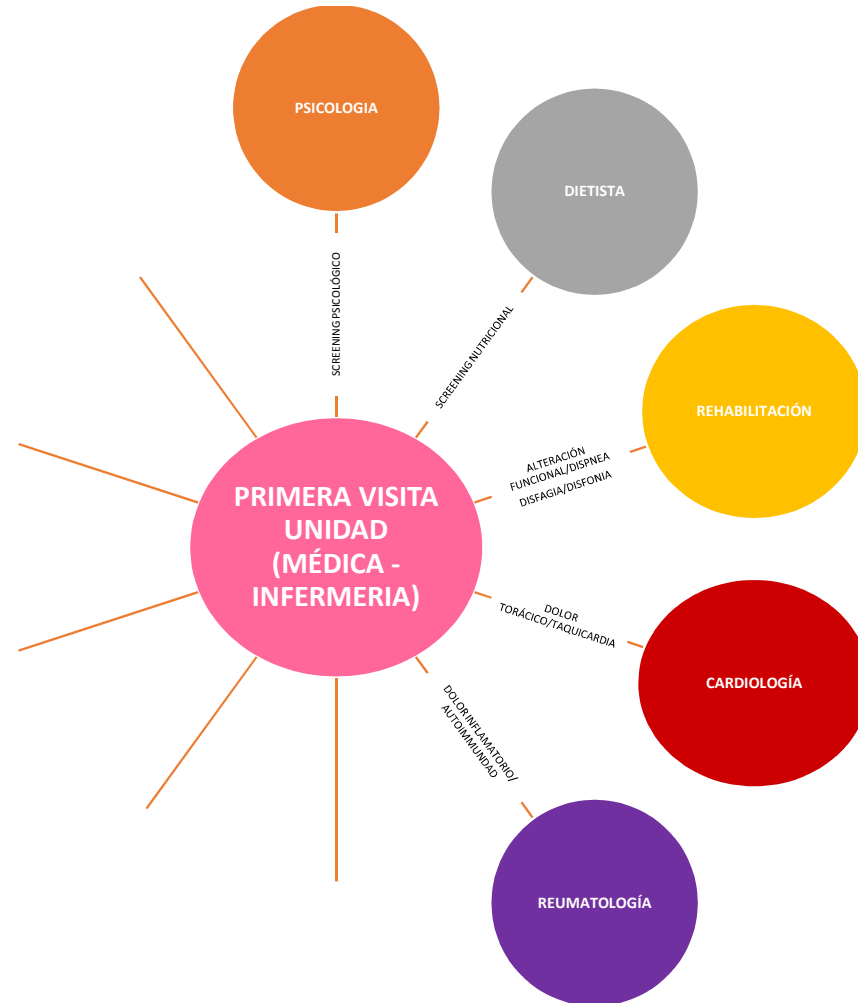 PSICOLOGIA
DIETISTA
SCREENING PSICOLÓGICO
SCREENING NUTRICIONAL
REHABILITACIÓN
ALTERACIÓN
FUNCIONAL/DISPNEA
DISFAGIA/DISFONIA
PRIMERA VISITA
UNIDAD
(MÉDICA -
INFERMERIA)
DOLOR
TORÁCICO/TAQUICARDIA
CARDIOLOGÍA
DOLOR INFLAMATORIO/
AUTOIMMUNDAD
REUMATOLOGÍA